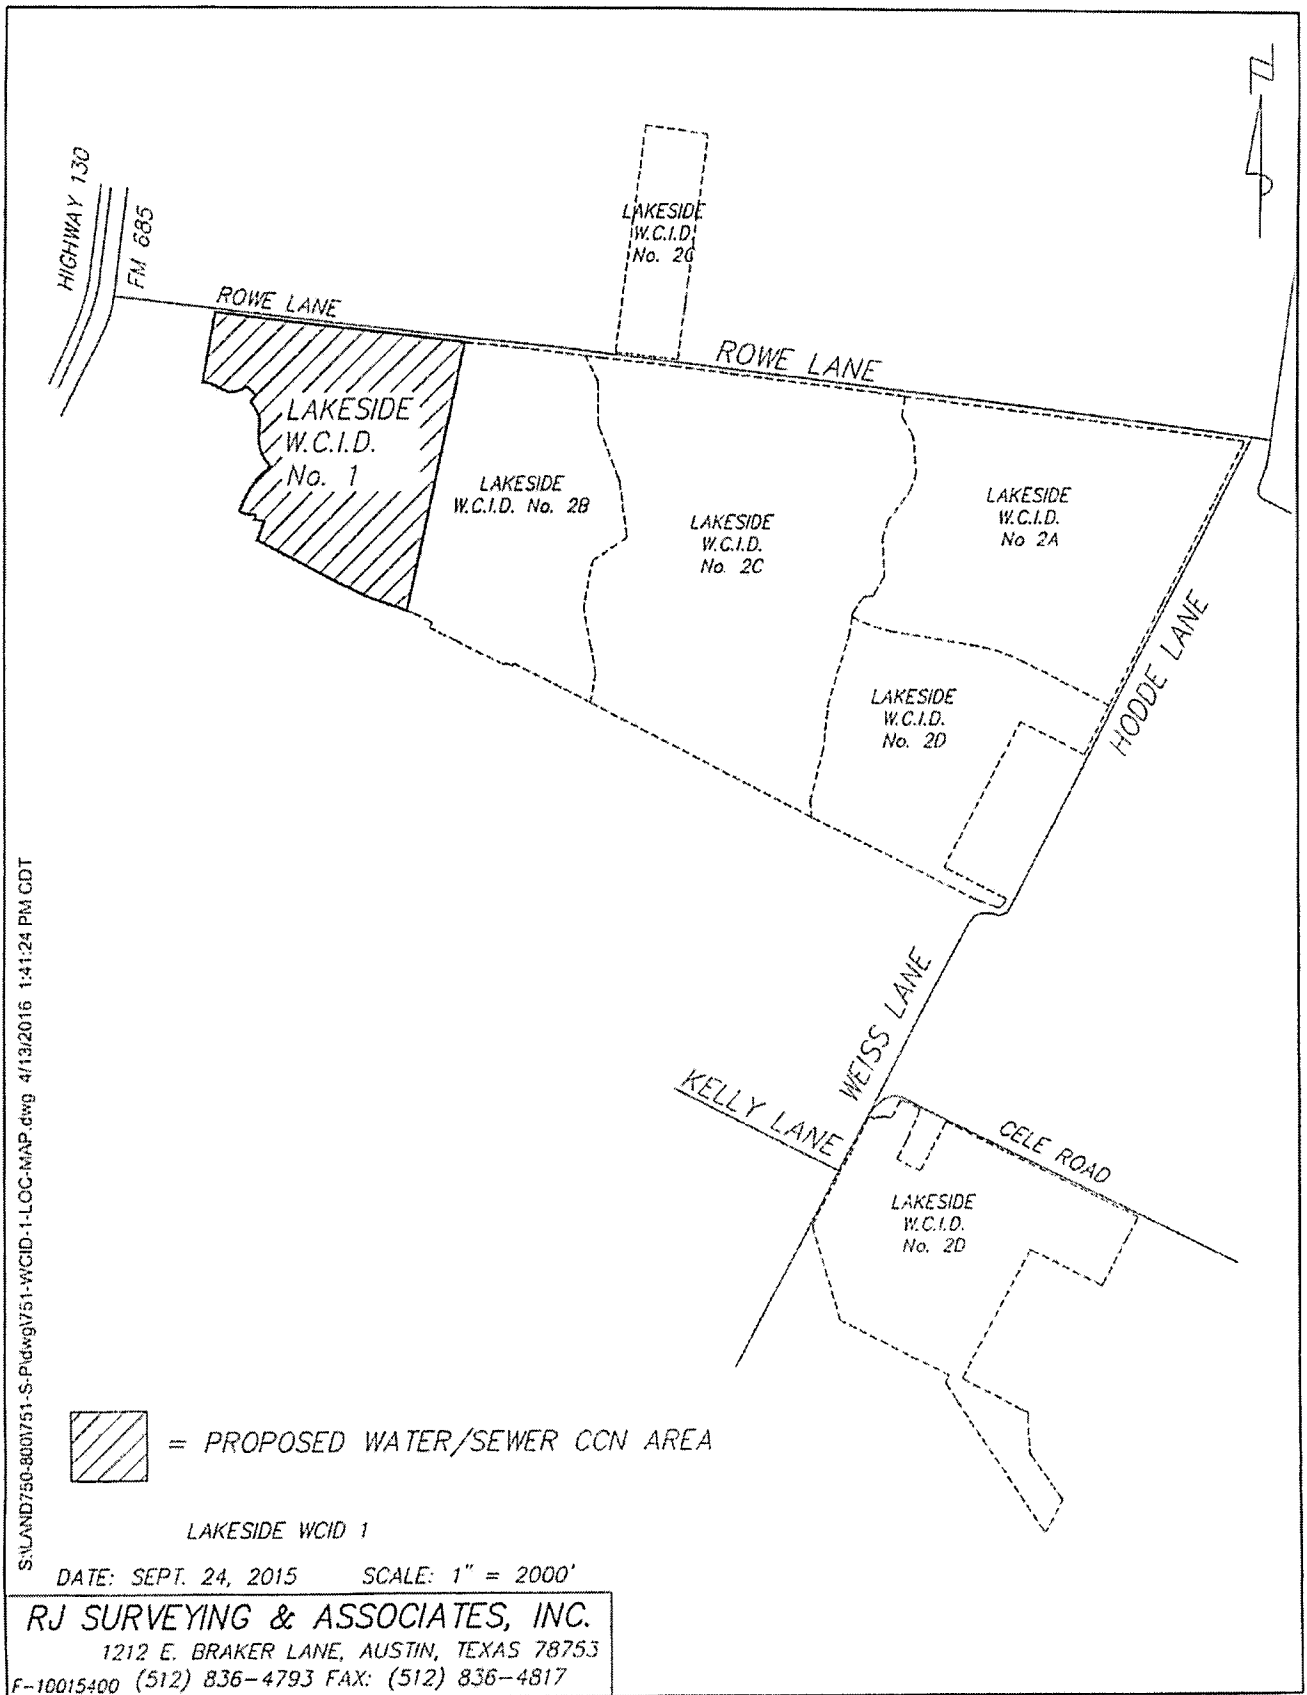 HIGHWAY 130
FM 685
LAKESIDE
W.C.I.D.
No. 2C
ROWE LANE
ROWE LANE
LAKESIDE
W.C.I.D.
No. 1
LAKESIDE
W.C.I.D. No. 2B
LAKESIDE
W.C.I.D.
No. 2C
LAKESIDE
W.C.I.D.
No 2A
HODDE LANE
LAKESIDE
W.C.I.D.
No. 2D
WEISS LANE
KELLY LANE
CELE ROAD
LAKESIDE
W.C.I.D.
No. 2D
S:\LAND750-800\751-S-P\dwg\751-WCID-1-LOC-MAP.dwg 4/13/2016 1:41:24 PM CDT
= PROPOSED WATER/SEWER CCN AREA
LAKESIDE WCID 1
DATE: SEPT. 24, 2015 SCALE: 1" = 2000'
RJ SURVEYING & ASSOCIATES, INC.
1212 E. BRAKER LANE, AUSTIN, TEXAS 78753
F-10015400 (512) 836-4793 FAX: (512) 836-4817